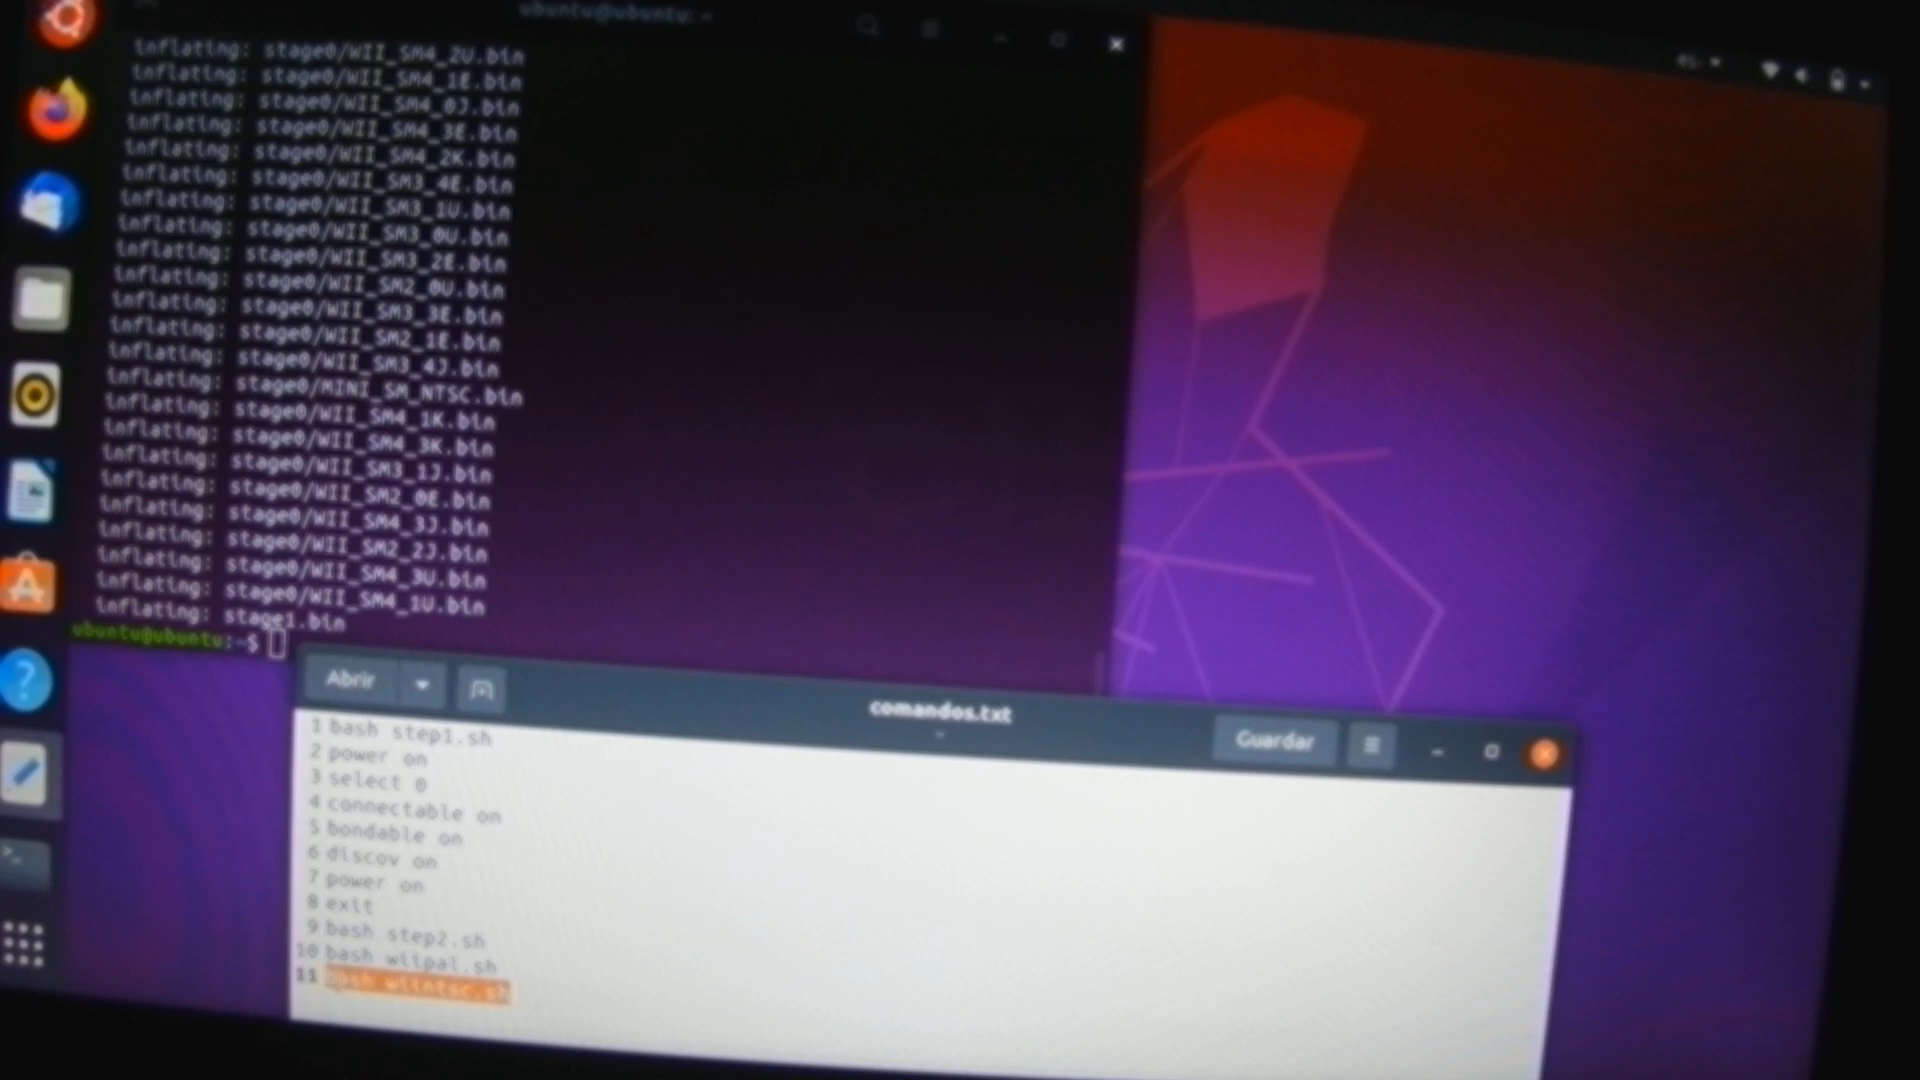 ubuntu@ubuntu: ~
inflating: stage0/WII_SM4_2U.bin
inflating: stage0/WII_SM4_1E.bin
inflating: stage0/WII_SM4_0J.bin
inflating: stage0/WII_SM4_3E.bin
inflating: stage0/WII_SM4_2K.bin
inflating: stage0/WII_SM3_4E.bin
inflating: stage0/WII_SM3_1U.bin
inflating: stage0/WII_SM3_0U.bin
inflating: stage0/WII_SM3_2E.bin
inflating: stage0/WII_SM2_0U.bin
inflating: stage0/WII_SM3_3E.bin
inflating: stage0/WII_SM2_1E.bin
inflating: stage0/WII_SM3_4J.bin
inflating: stage0/MINI_SM_NTSC.bin
inflating: stage0/WII_SM4_1K.bin
inflating: stage0/WII_SM4_3K.bin
inflating: stage0/WII_SM3_1J.bin
inflating: stage0/WII_SM2_0E.bin
inflating: stage0/WII_SM4_3J.bin
inflating: stage0/WII_SM2_2J.bin
inflating: stage0/WII_SM4_3U.bin
inflating: stage0/WII_SM4_1U.bin
inflating: stage1.bin
ubuntu@ubuntu:~$
Abrir
comandos.txt
Guardar
1 bash step1.sh
2 power on
3 select 0
4 connectable on
5 bondable on
6 discov on
7 power on
8 exit
9 bash step2.sh
10 bash wiipal.sh
11 bash wiintsc.sh